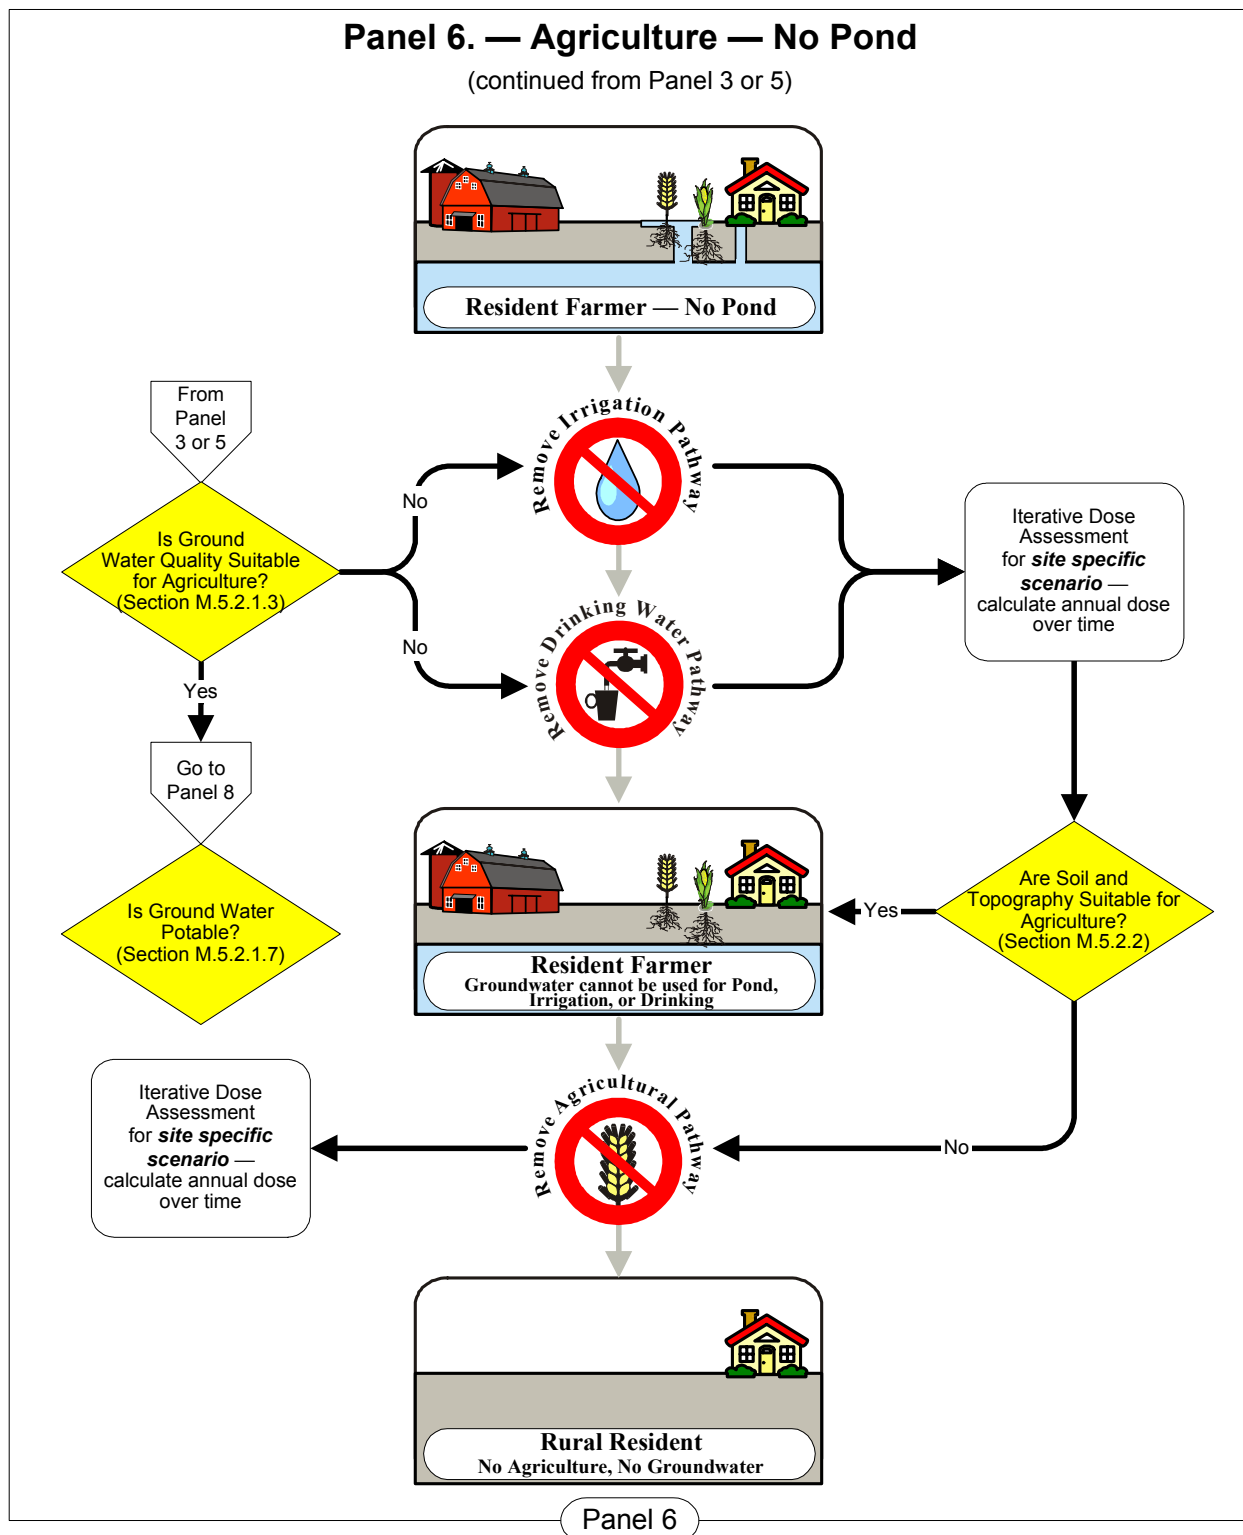 Panel 6. — Agriculture — No Pond
(continued from Panel 3 or 5)
Resident Farmer — No Pond
From
Panel
3 or 5
Remove Irrigation Pathway
No
Is Ground
Water Quality Suitable
for Agriculture?
(Section M.5.2.1.3)
Iterative Dose
Assessment
for site specific
scenario —
calculate annual dose
over time
No
Remove Drinking Water Pathway
Yes
Go to
Panel 8
Is Ground Water
Potable?
(Section M.5.2.1.7)
Are Soil and
Topography Suitable for
Agriculture?
(Section M.5.2.2)
Yes
Resident Farmer
Groundwater cannot be used for Pond,
Irrigation, or Drinking
Iterative Dose
Assessment
for site specific
scenario —
calculate annual dose
over time
Remove Agricultural Pathway
No
Rural Resident
No Agriculture, No Groundwater
Panel 6